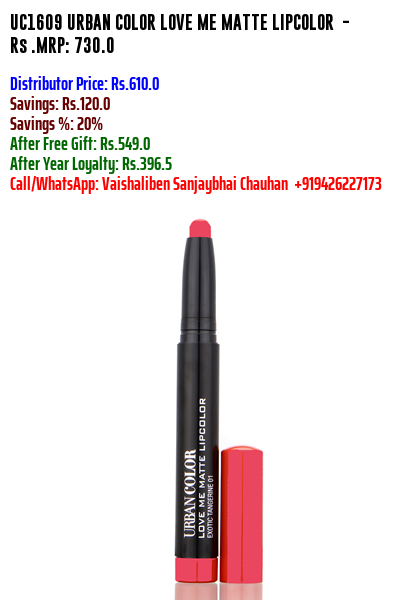 UC1609 URBAN COLOR LOVE ME MATTE LIPCOLOR -
Rs .MRP: 730.0
Distributor Price: Rs.610.0
Savings: Rs.120.0
Savings %: 20%
After Free Gift: Rs.549.0
After Year Loyalty: Rs.396.5
Call/WhatsApp: Vaishaliben Sanjaybhai Chauhan +919426227173
URBAN COLOR
LOVE ME MATTE LIPCOLOR
EXOTIC TANGERINE 01